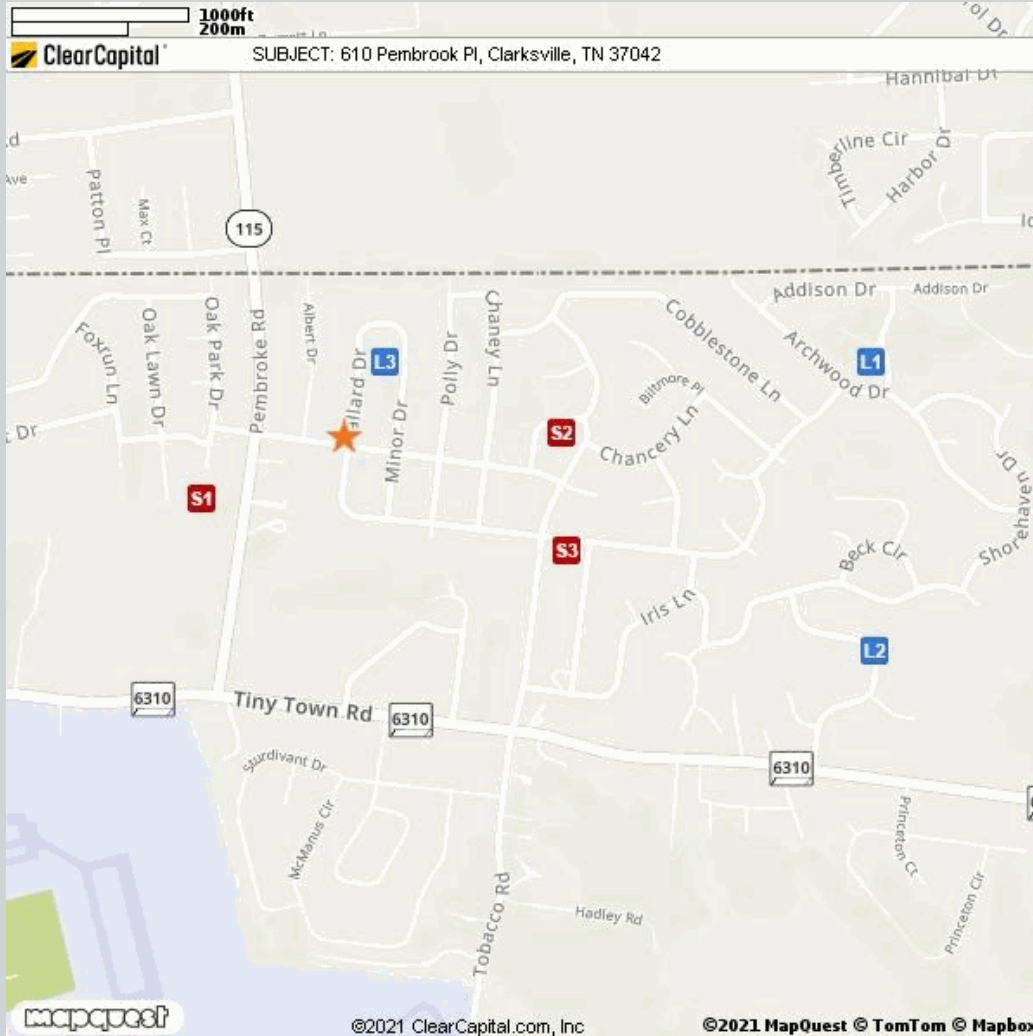 1000ft
200m
ClearCapital
SUBJECT: 610 Pembrook Pl, Clarksville, TN 37042
Hannibal Dr
Timberline Cir
Harbor Dr
Ave
Patton Pl
Max Ct
115
Addison Dr
Addison Dr
Foxrun Ln
Oak Lawn Dr
Oak Park Dr
Pembroke Rd
Albert Dr
L3
Minor Dr
Polly Dr
Chaney Ln
Cobblestone Ln
Archwood Dr
L1
Biltmore Pl
Chancery Ln
S2
Dr
S1
S3
Shorehaven Dr
Beck Cir
Iris Ln
L2
6310
Tiny Town Rd
6310
6310
Sturdivant Dr
McManus Cir
Princeton Ct
Princeton Cir
Tobacco Rd
Hadley Rd
mapquest
©2021 ClearCapital.com, Inc
©2021 MapQuest © TomTom © Mapbox